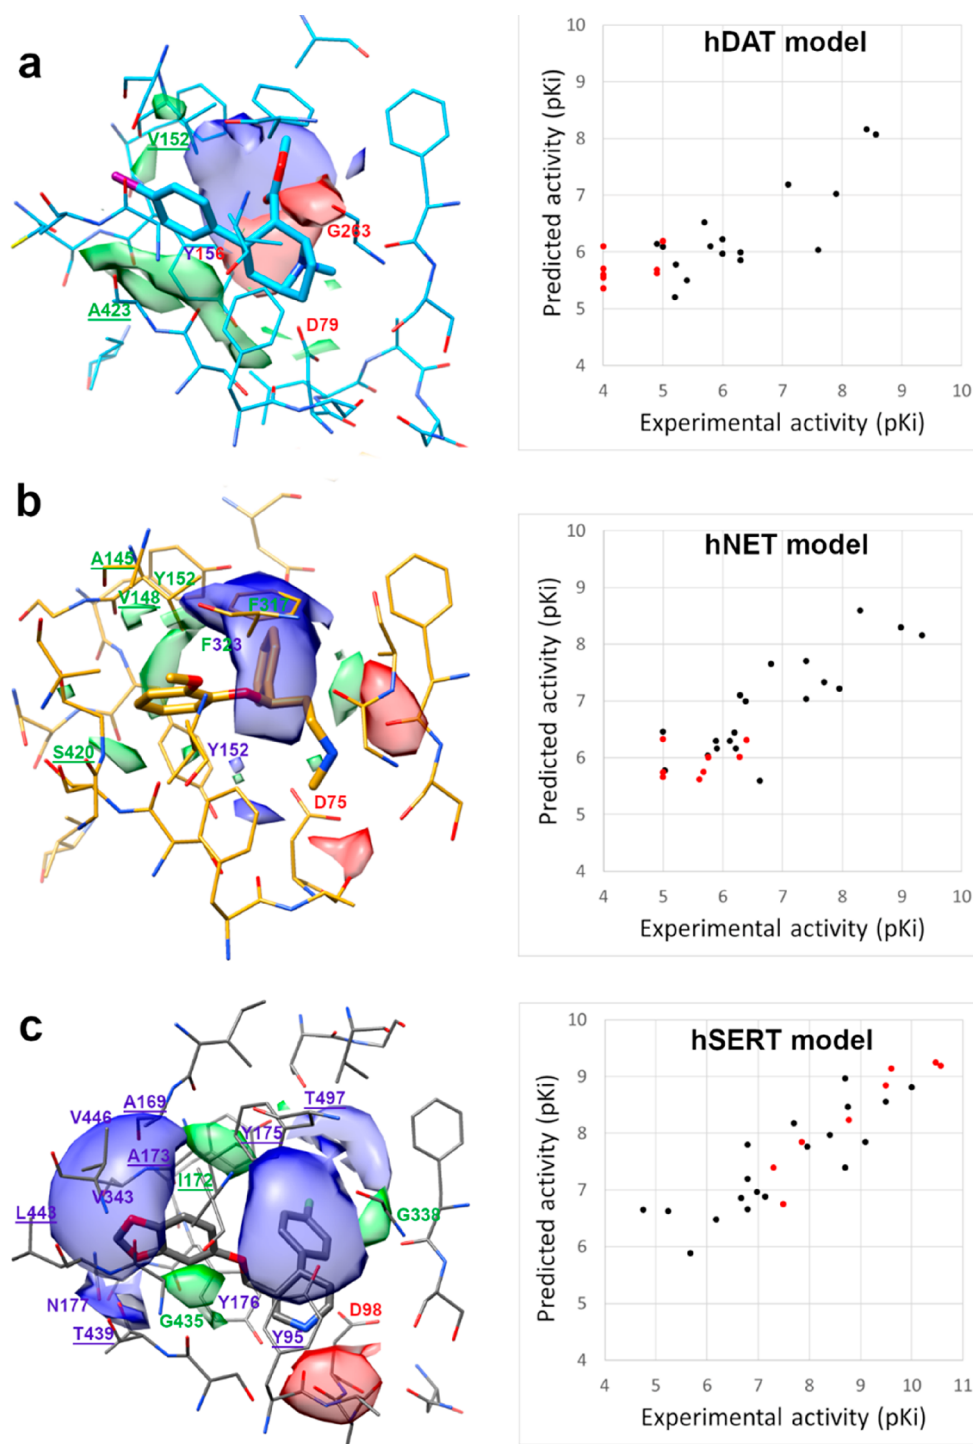 a
V152
G263
Y156
A423
D79
hDAT model
Predicted activity (pKi)
10
9
8
7
6
5
4
4 5 6 7 8 9 10
Experimental activity (pKi)
b
A145
Y152
V148
F317
F323
Y152
S420
D75
hNET model
Predicted activity (pKi)
10
9
8
7
6
5
4
4 5 6 7 8 9 10
Experimental activity (pKi)
c
A169
T497
V446
Y175
A173
I172
V343
L443
G338
N177
Y176
D98
G435
T439
Y95
hSERT model
Predicted activity (pKi)
10
9
8
7
6
5
4
4 5 6 7 8 9 10 11
Experimental activity (pKi)